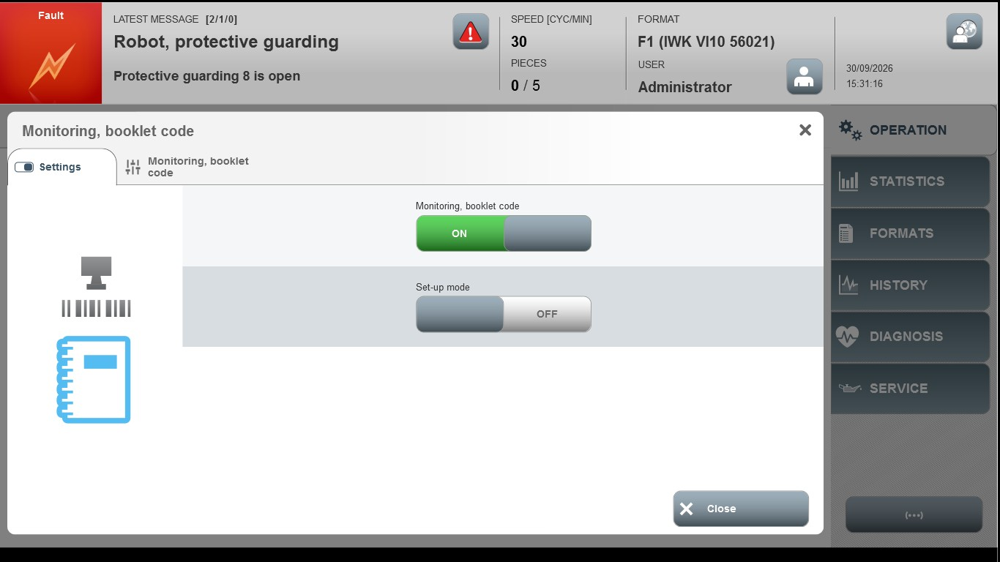 Fault
LATEST MESSAGE [2/1/0]
Robot, protective guarding
Protective guarding 8 is open
SPEED [CYC/MIN]
30
PIECES
0 / 5
FORMAT
F1 (IWK VI10 56021)
USER
Administrator
30/09/2026
15:31:16
Monitoring, booklet code
Settings
Monitoring, booklet
code
Monitoring, booklet code
ON
Set-up mode
OFF
Close
OPERATION
STATISTICS
FORMATS
HISTORY
DIAGNOSIS
SERVICE
(•••)